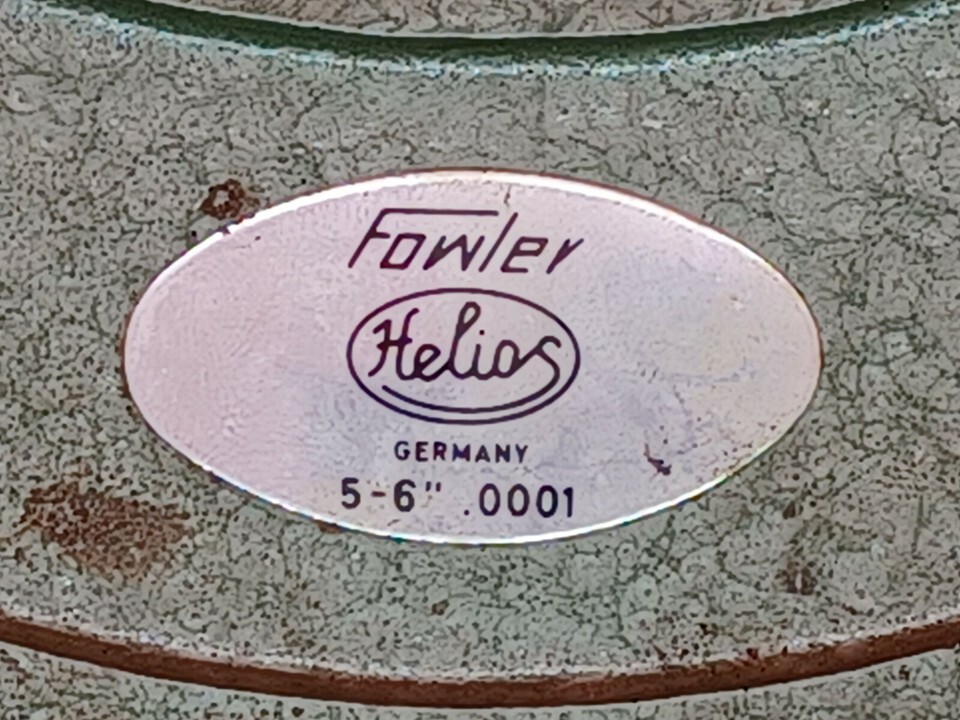 Fowler
Helios
GERMANY
5-6" .0001